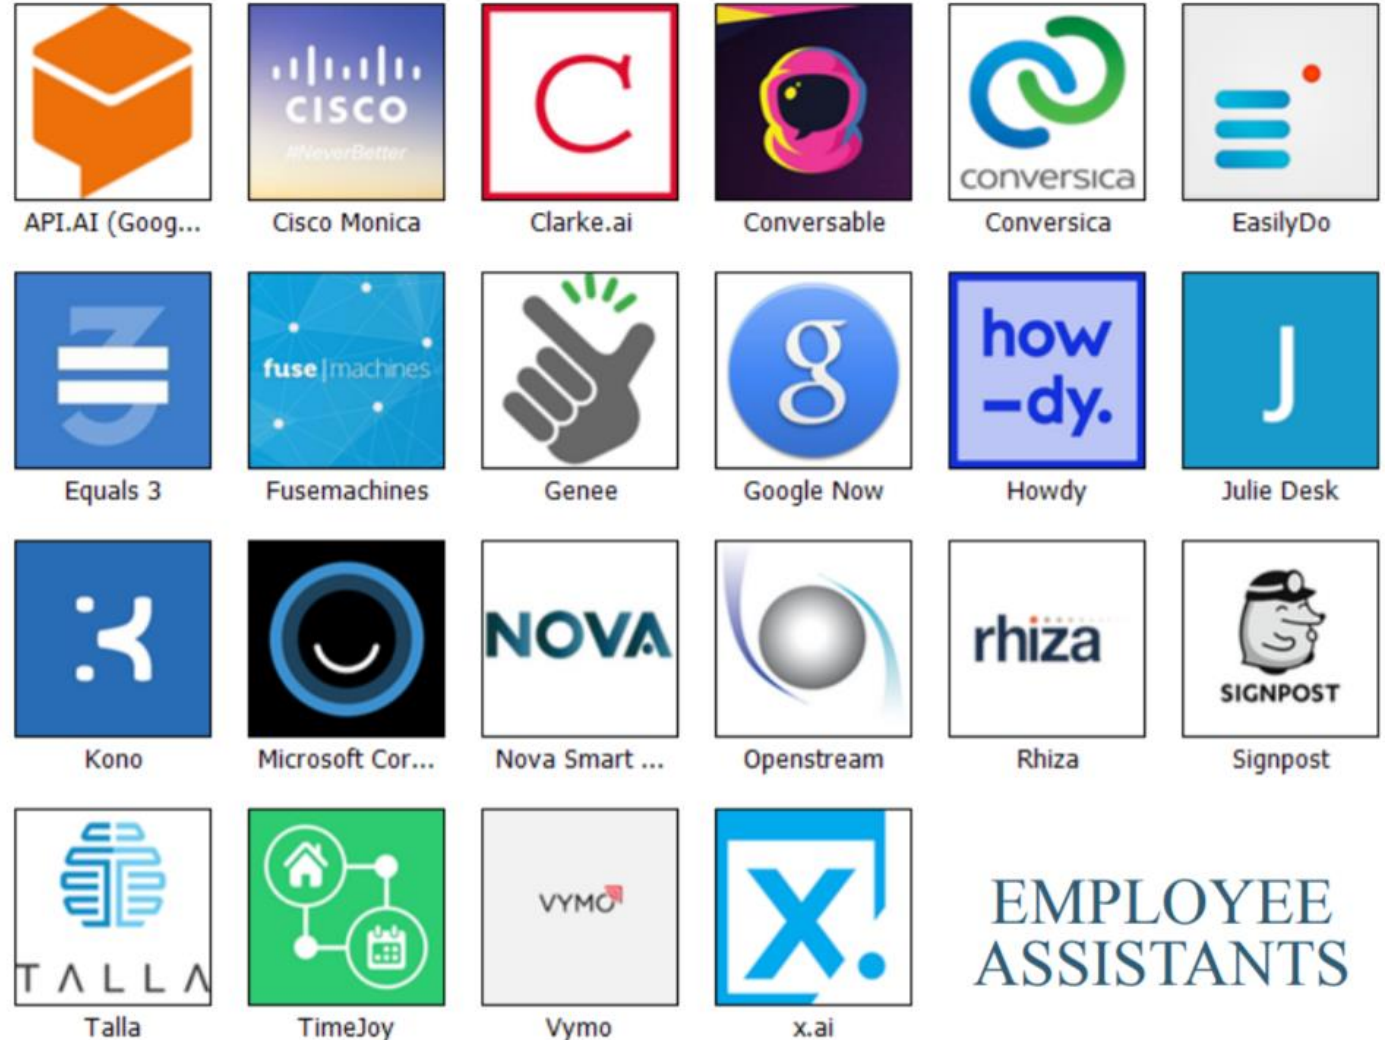 CISCO
#NeverBetter
C
conversica
API.AI (Goog...
Cisco Monica
Clarke.ai
Conversable
Conversica
EasilyDo
3
fuse|machines
g
how
-dy.
J
Equals 3
Fusemachines
Genee
Google Now
Howdy
Julie Desk
NOVA
rhiza
SIGNPOST
Kono
Microsoft Cor...
Nova Smart ...
Openstream
Rhiza
Signpost
TALLA
VYMO
x.
EMPLOYEE
ASSISTANTS
Talla
TimeJoy
Vymo
x.ai